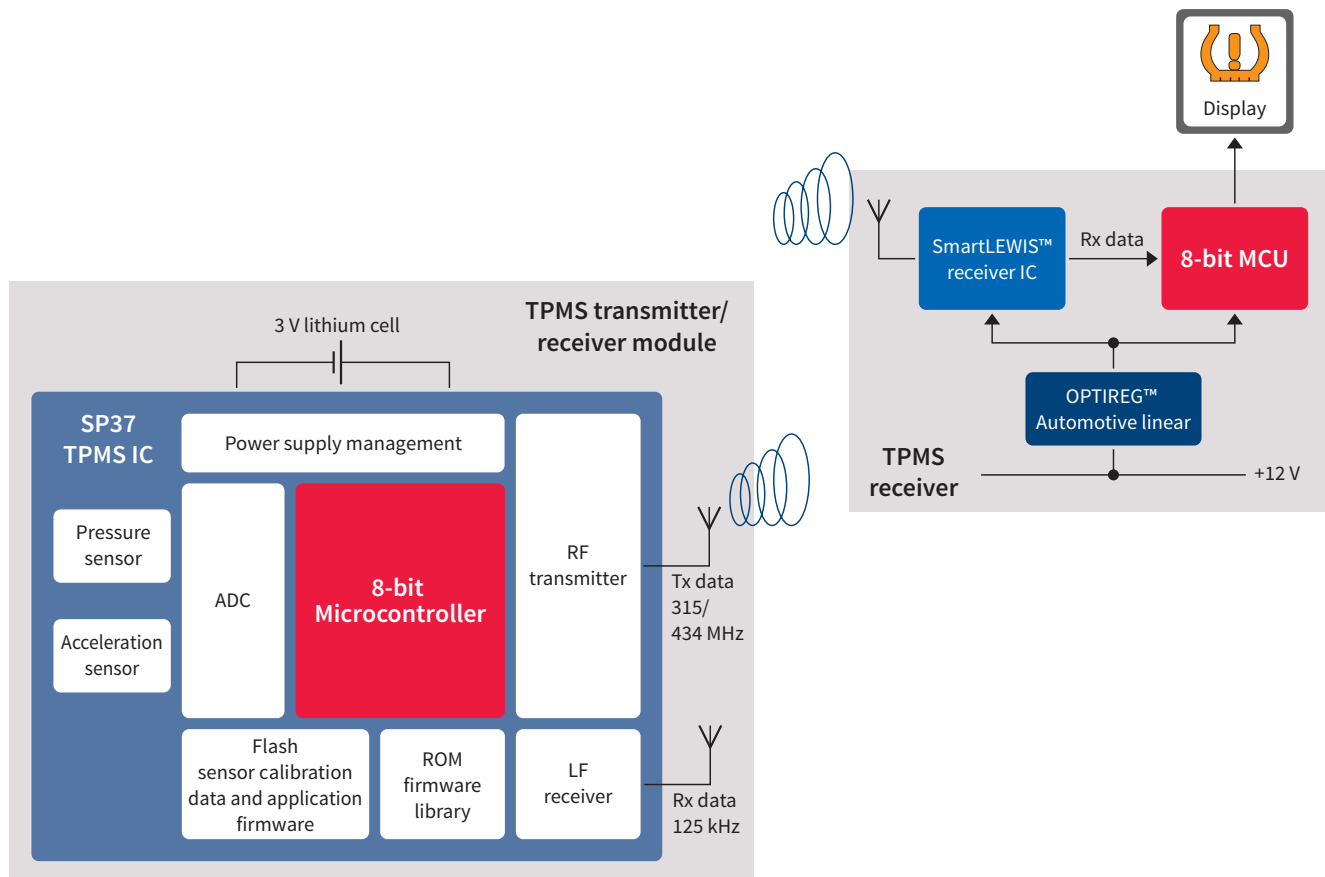 Display
SmartLEWIS™
receiver IC
Rx data
8-bit MCU
OPTIREG™
Automotive linear
TPMS
receiver
+12 V
TPMS transmitter/
receiver module
3 V lithium cell
SP37
TPMS IC
Power supply management
Pressure
sensor
Acceleration
sensor
ADC
8-bit
Microcontroller
RF
transmitter
Tx data
315/
434 MHz
Flash
sensor calibration
data and application
firmware
ROM
firmware
library
LF
receiver
Rx data
125 kHz